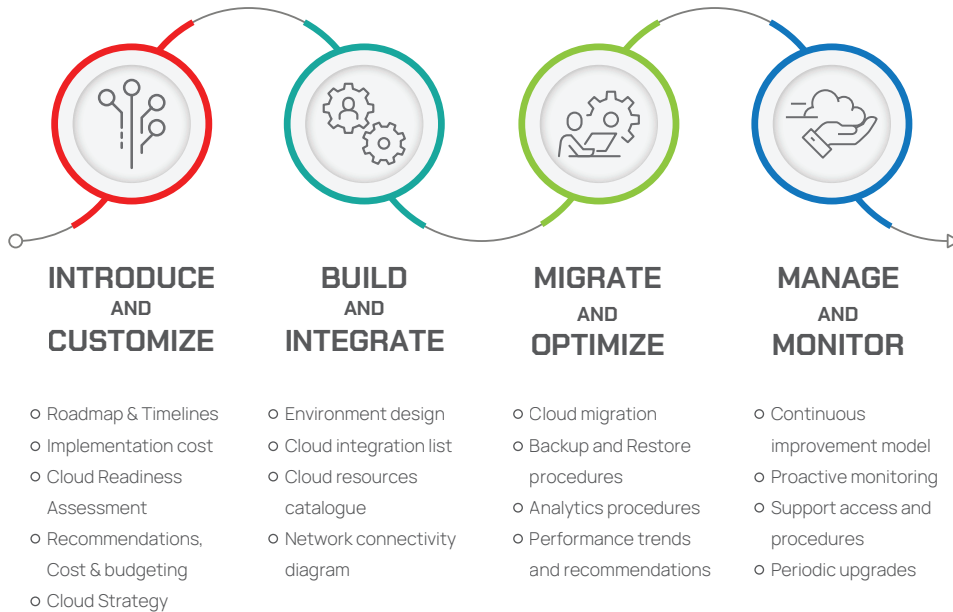 INTRODUCE
AND
CUSTOMIZE
Roadmap & Timelines
Implementation cost
Cloud Readiness
Assessment
Recommendations,
Cost & budgeting
Cloud Strategy
BUILD
AND
INTEGRATE
Environment design
Cloud integration list
Cloud resources
catalogue
Network connectivity
diagram
MIGRATE
AND
OPTIMIZE
Cloud migration
Backup and Restore
procedures
Analytics procedures
Performance trends
and recommendations
MANAGE
AND
MONITOR
Continuous
improvement model
Proactive monitoring
Support access and
procedures
Periodic upgrades